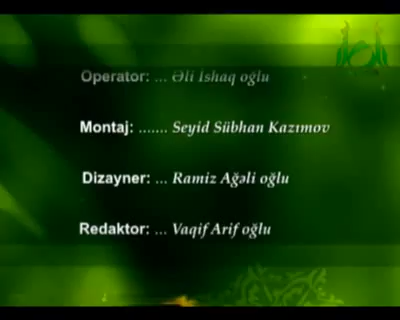 Operator: ... Əli İshaq oğlu
Montaj: ....... Seyid Sübhan Kazımov
Dizayner: ... Ramiz Ağəli oğlu
Redaktor: ... Vaqif Arif oğlu